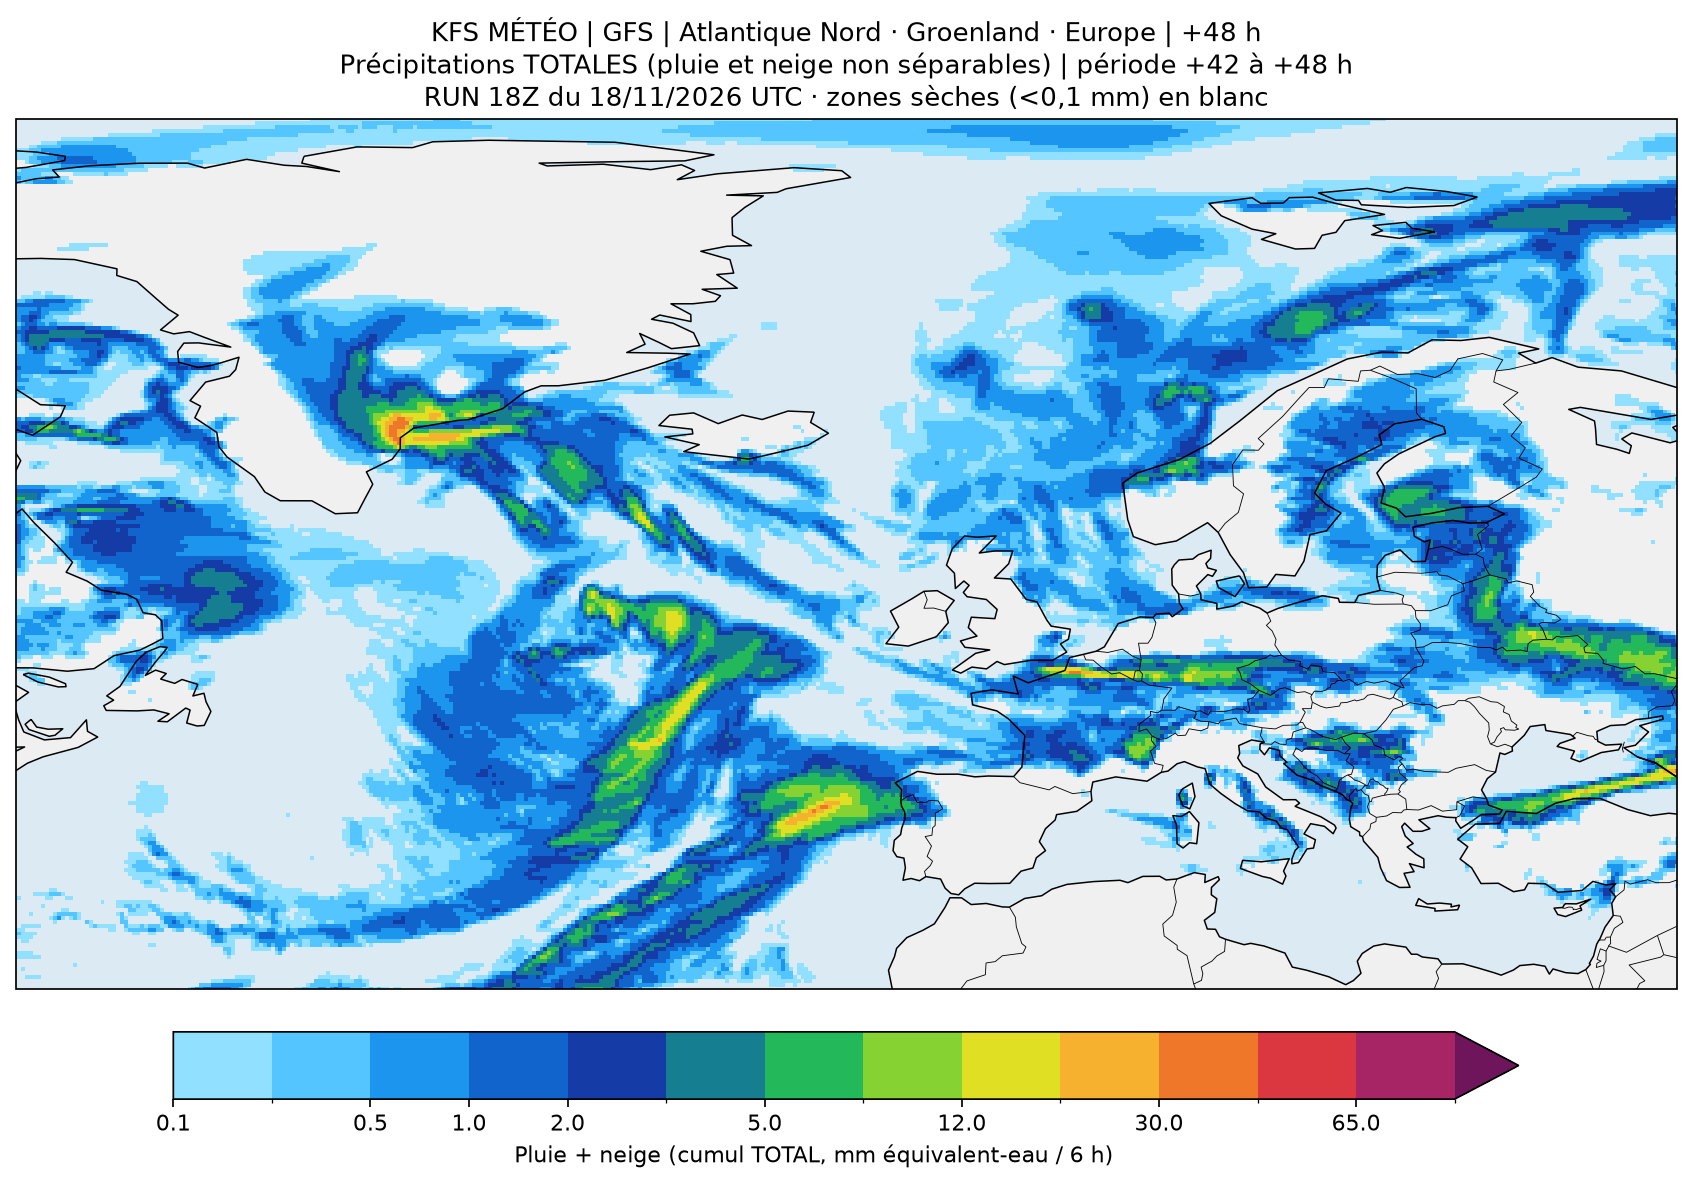 KFS MÉTÉO | GFS | Atlantique Nord · Groenland · Europe | +48 h
Précipitations TOTALES (pluie et neige non séparables) | période +42 à +48 h
RUN 18Z du 18/11/2026 UTC · zones sèches (<0,1 mm) en blanc
0.1 0.5 1.0 2.0 5.0 12.0 30.0 65.0
Pluie + neige (cumul TOTAL, mm équivalent-eau / 6 h)